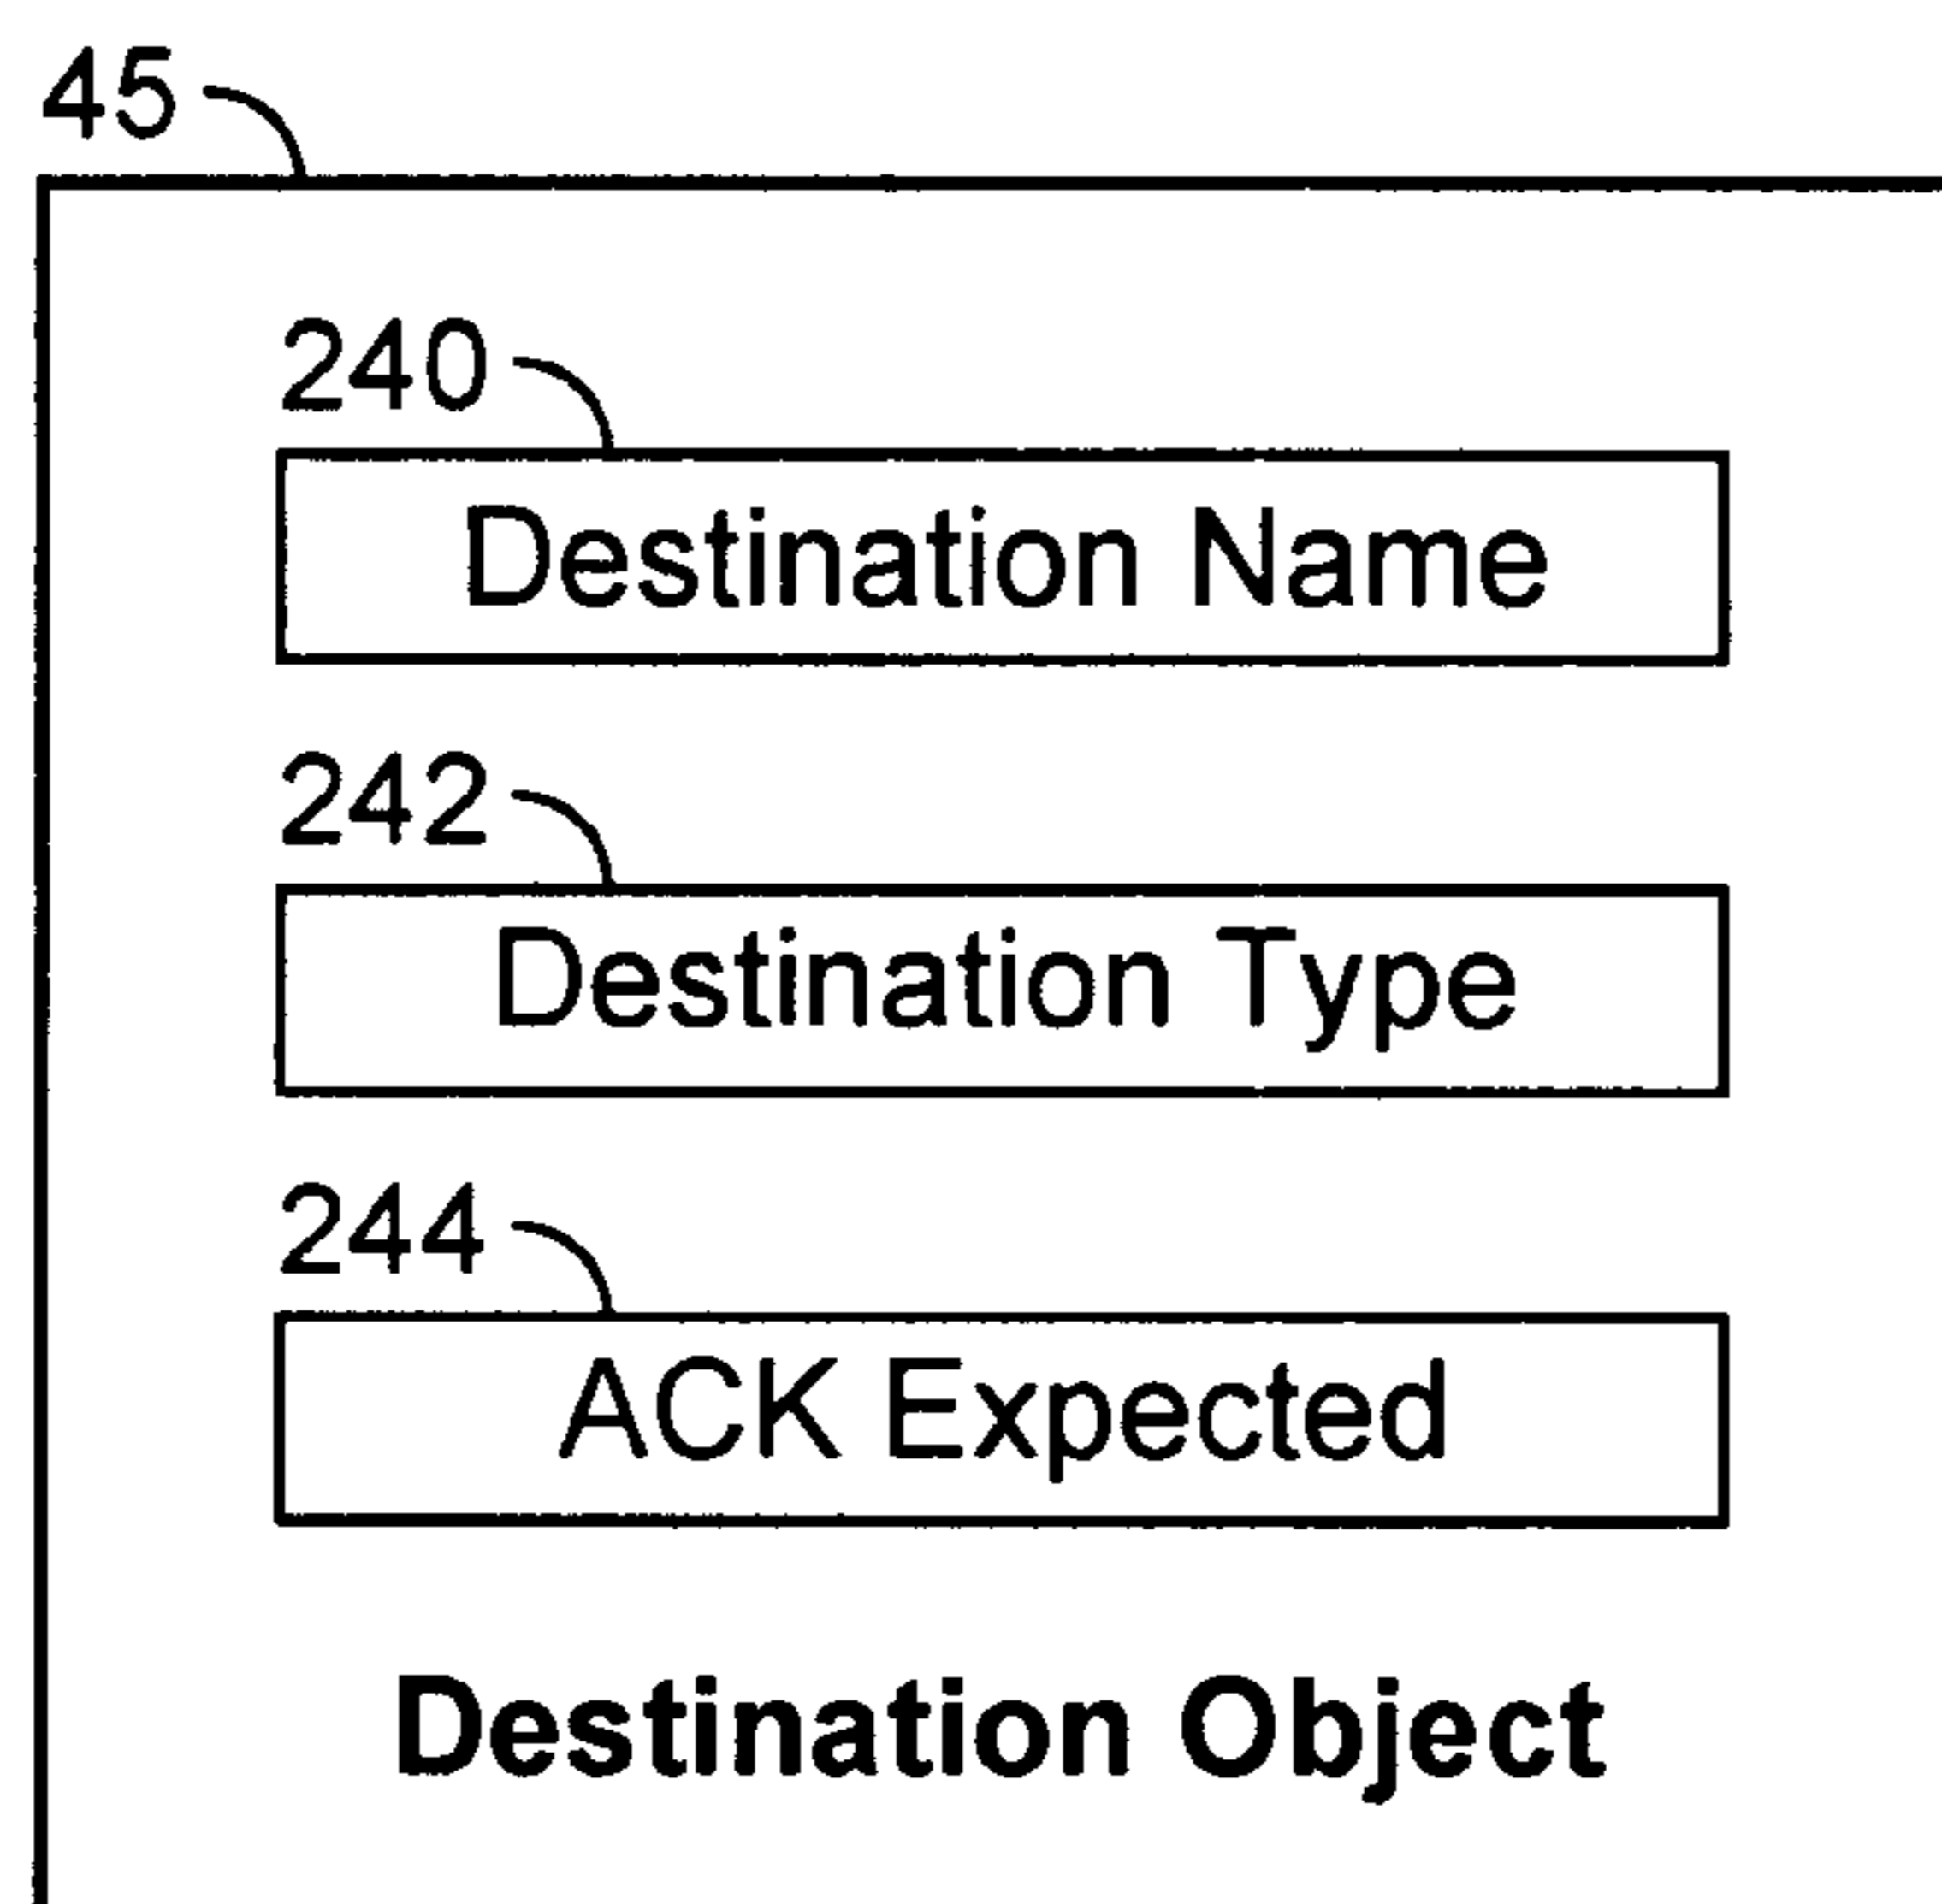 45
240
Destination Name
242
Destination Type
244
ACK Expected
Destination Object